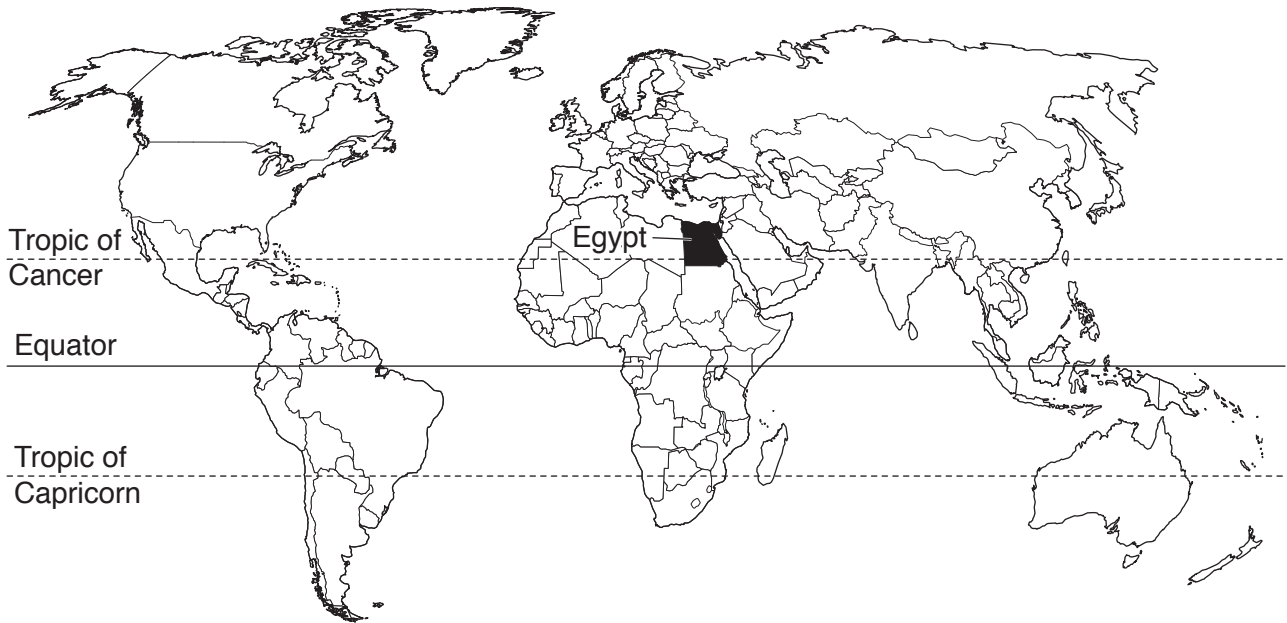 Egypt
Tropic of
Cancer
Equator
Tropic of
Capricorn